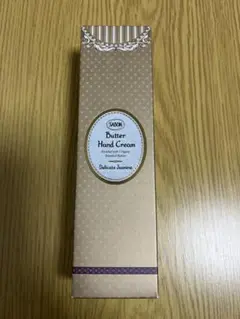 SABON
Butter
Hand Cream
Delicate Jasmine